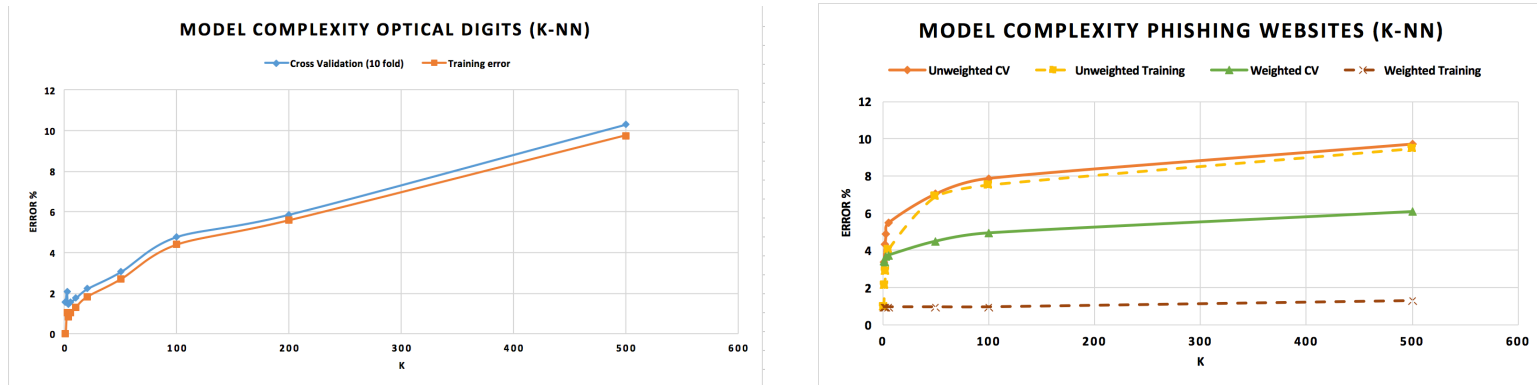 MODEL COMPLEXITY OPTICAL DIGITS (K-NN)
Cross Validation (10 fold) Training error
12
10
8
6
4
2
0
ERROR %
0 100 200 300 400 500 600
K
MODEL COMPLEXITY PHISHING WEBSITES (K-NN)
Unweighted CV Unweighted Training Weighted CV Weighted Training
12
10
8
6
4
2
0
ERROR %
0 100 200 300 400 500 600
K